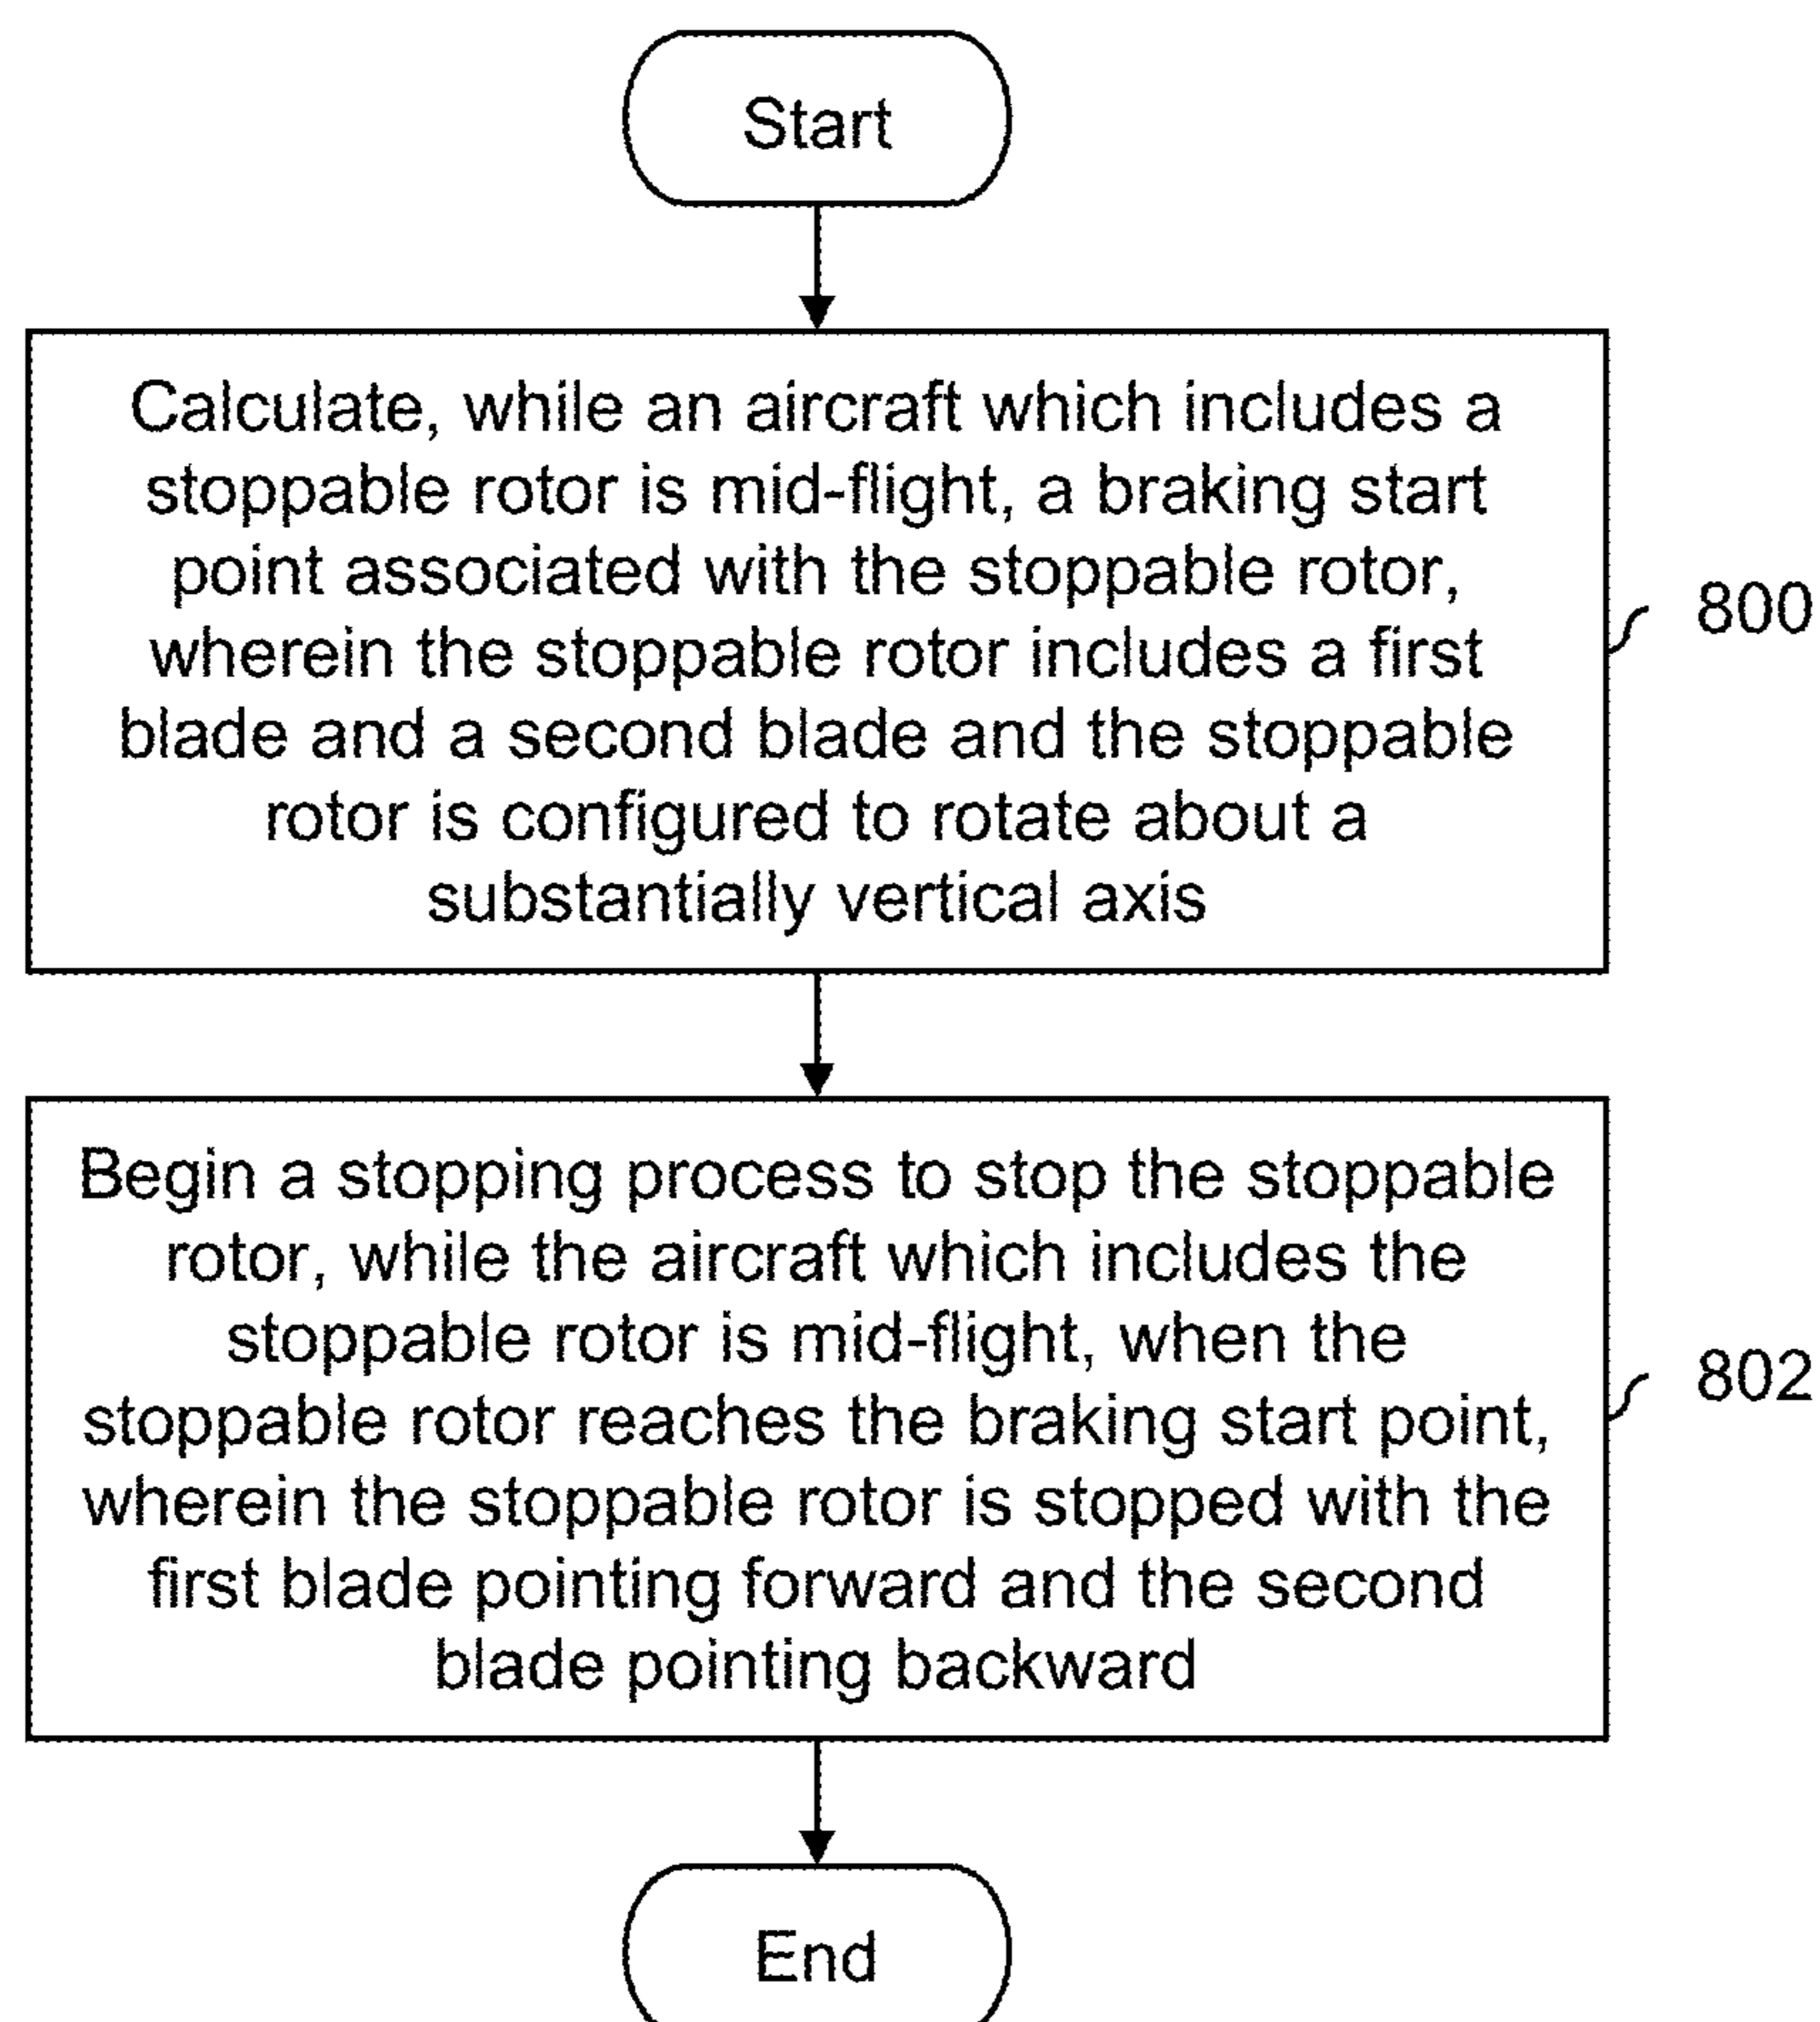 Start
Calculate, while an aircraft which includes a
stoppable rotor is mid-flight, a braking start
point associated with the stoppable rotor,
wherein the stoppable rotor includes a first
blade and a second blade and the stoppable
rotor is configured to rotate about a
substantially vertical axis
800
Begin a stopping process to stop the stoppable
rotor, while the aircraft which includes the
stoppable rotor is mid-flight, when the
stoppable rotor reaches the braking start point,
wherein the stoppable rotor is stopped with the
first blade pointing forward and the second
blade pointing backward
802
End